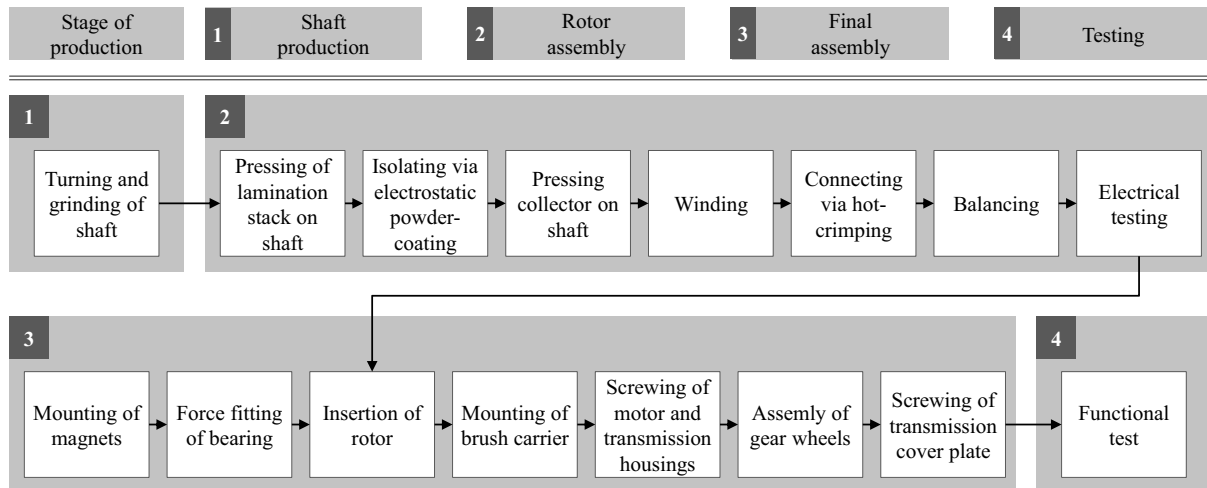 Stage of
production
1
Shaft
production
2
Rotor
assembly
3
Final
assembly
4
Testing
1
Turning and
grinding of
shaft
2
Pressing of
lamination
stack on
shaft
Isolating via
electrostatic
powder-
coating
Pressing
collector on
shaft
Winding
Connecting
via hot-
crimping
Balancing
Electrical
testing
3
Mounting of
magnets
Force fitting
of bearing
Insertion of
rotor
Mounting of
brush carrier
Screwing of
motor and
transmission
housings
Assemly of
gear wheels
Screwing of
transmission
cover plate
4
Functional
test